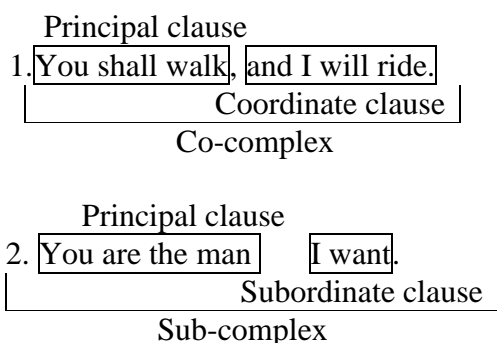 Principal clause
1.You shall walk, and I will ride.
Coordinate clause
Co-complex
Principal clause
2. You are the man I want.
Subordinate clause
Sub-complex